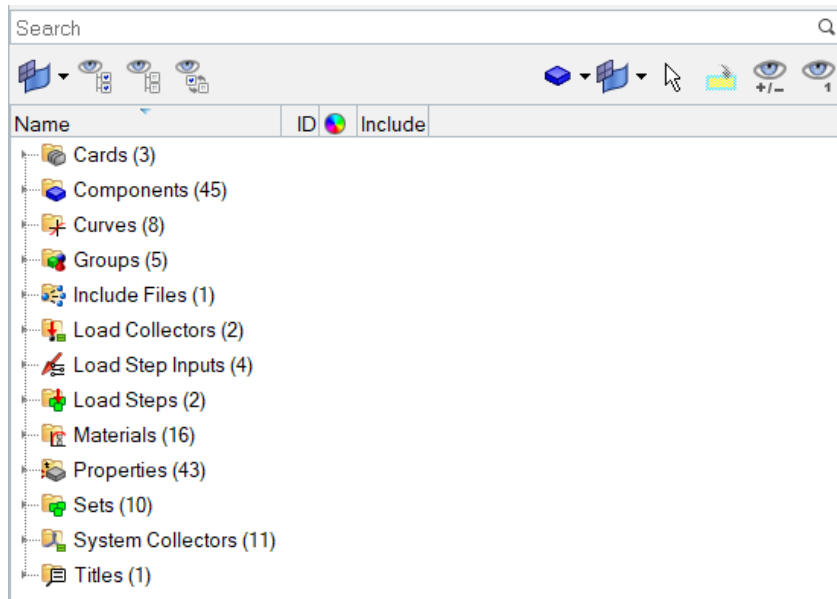 Search
+/- 1
Name ID Include
Cards (3)
Components (45)
Curves (8)
Groups (5)
Include Files (1)
Load Collectors (2)
Load Step Inputs (4)
Load Steps (2)
Materials (16)
Properties (43)
Sets (10)
System Collectors (11)
Titles (1)